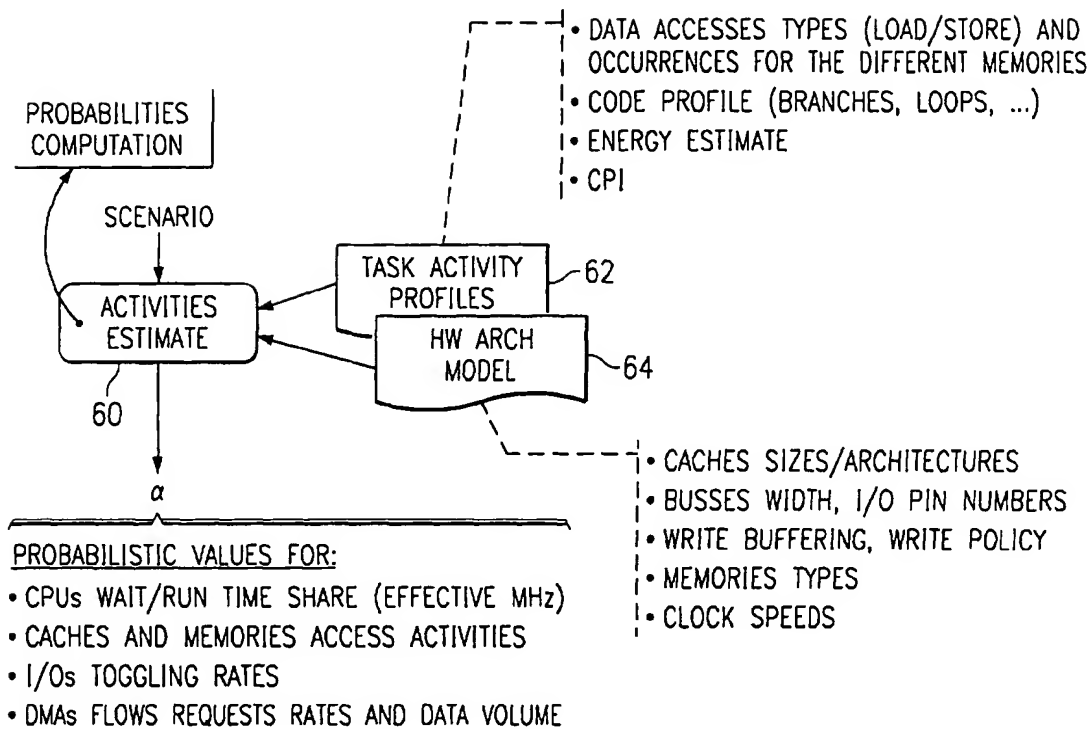 • DATA ACCESSES TYPES (LOAD/STORE) AND
OCCURRENCES FOR THE DIFFERENT MEMORIES
• CODE PROFILE (BRANCHES, LOOPS, ...)
• ENERGY ESTIMATE
• CPI
PROBABILITIES
COMPUTATION
SCENARIO
ACTIVITIES
ESTIMATE
60
TASK ACTIVITY
PROFILES
62
HW ARCH
MODEL
64
• CACHES SIZES/ARCHITECTURES
• BUSSES WIDTH, I/O PIN NUMBERS
• WRITE BUFFERING, WRITE POLICY
• MEMORIES TYPES
• CLOCK SPEEDS
α
PROBABILISTIC VALUES FOR:
• CPUs WAIT/RUN TIME SHARE (EFFECTIVE MHz)
• CACHES AND MEMORIES ACCESS ACTIVITIES
• I/Os TOGGLING RATES
• DMAs FLOWS REQUESTS RATES AND DATA VOLUME